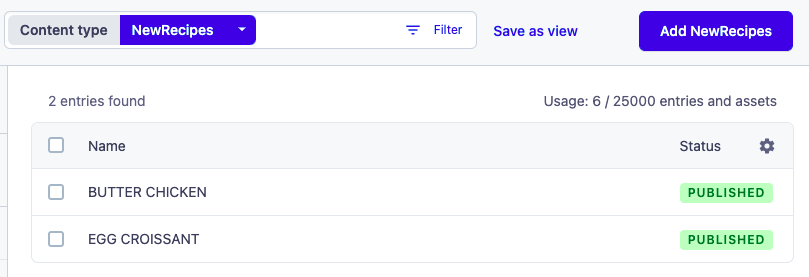 Content type NewRecipes Filter Save as view Add NewRecipes
2 entries found Usage: 6 / 25000 entries and assets
Name Status
BUTTER CHICKEN PUBLISHED
EGG CROISSANT PUBLISHED